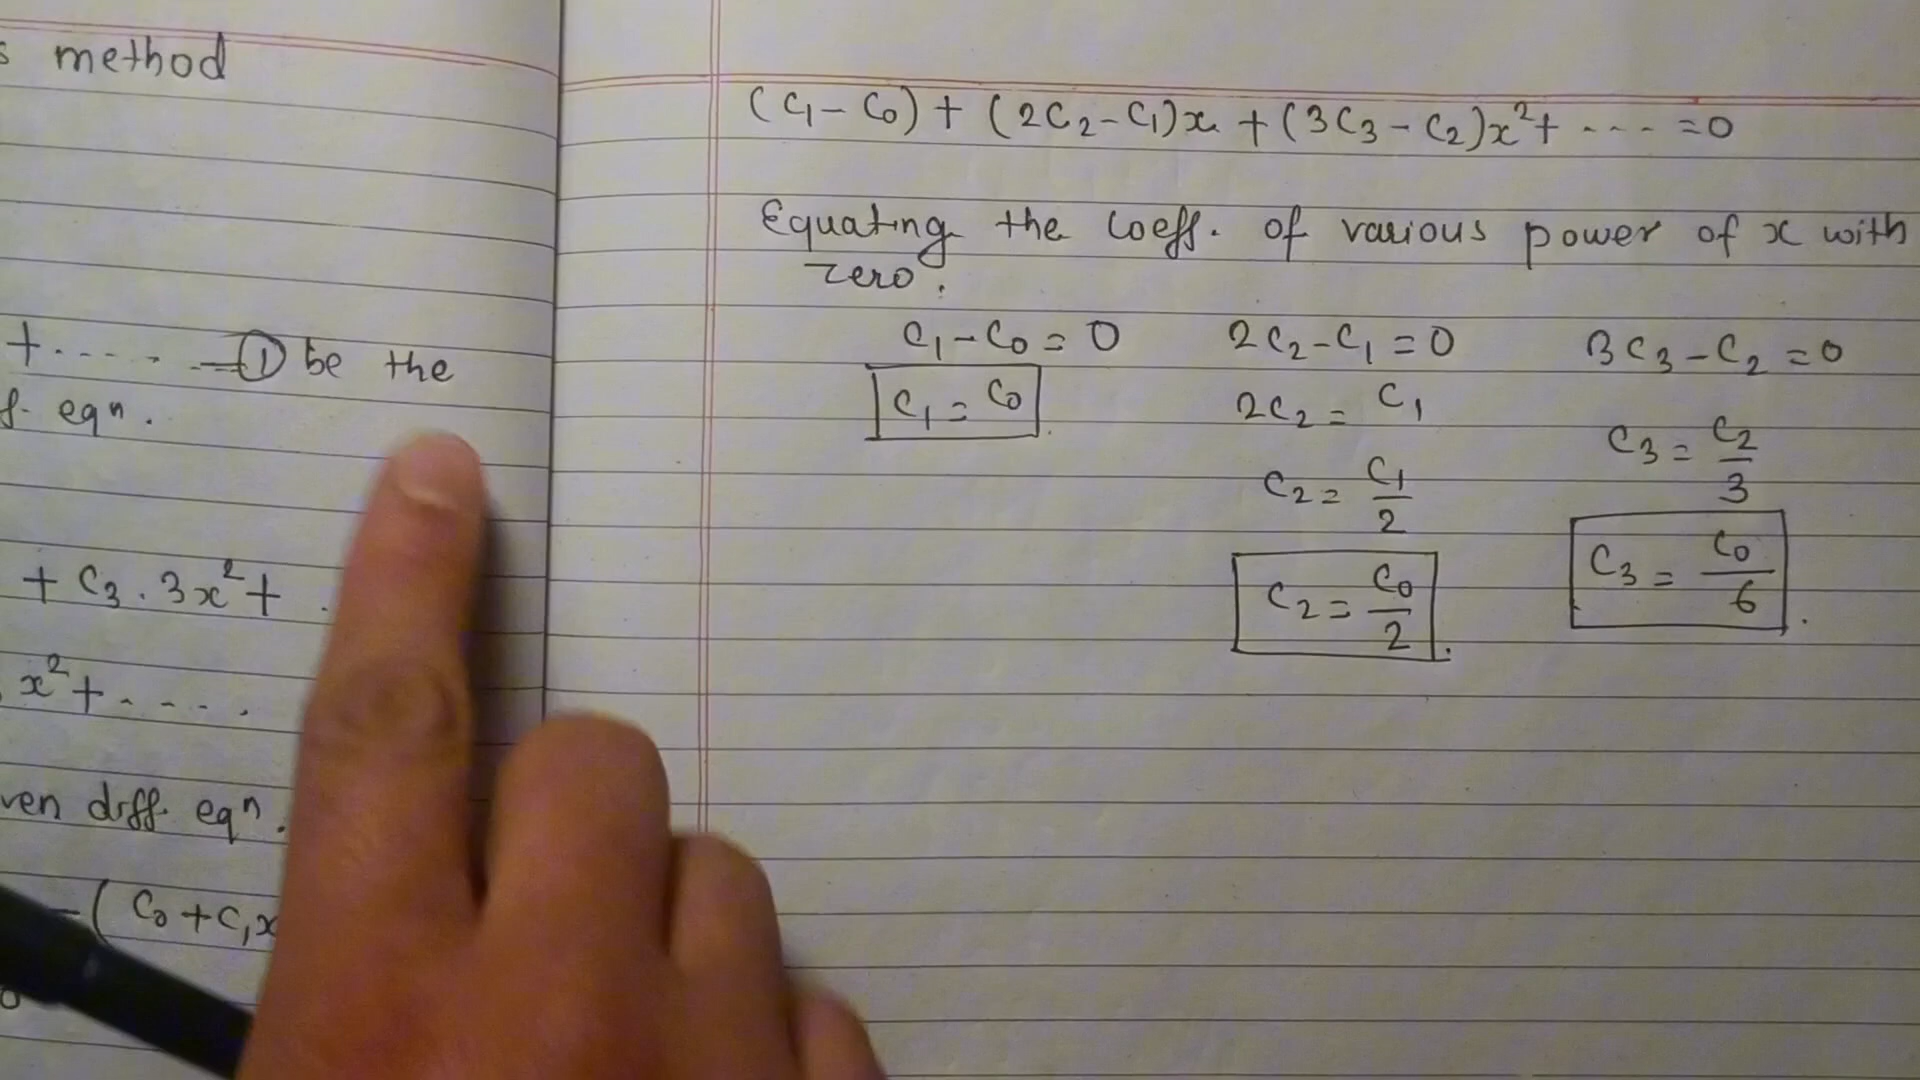 method
+..... —① be the
eqⁿ.
+ C₃ . 3x² + .
x² + - - - .
ven diff. eqⁿ.
-( C₀ + C₁x
(C₁ - C₀) + (2C₂ - C₁)x + (3C₃ - C₂)x² + - - - - = 0
Equating the Coeff. of various power of x with
zero.
C₁ - C₀ = 0 2C₂ - C₁ = 0 3C₃ - C₂ = 0
C₁ = C₀ 2C₂ = C₁
C₂ = C₁/2 C₃ = C₂/3
C₂ = C₀/2 . C₃ = C₀/6 .